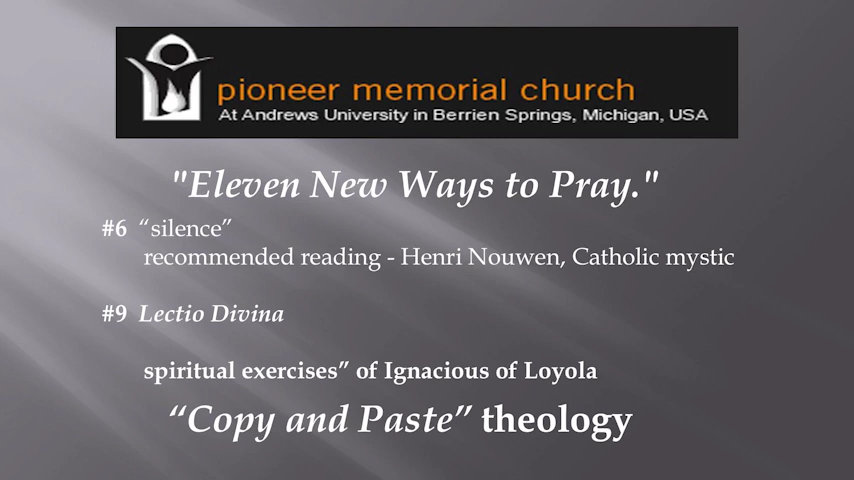 pioneer memorial church
At Andrews University in Berrien Springs, Michigan, USA
"Eleven New Ways to Pray."
#6 “silence”
recommended reading - Henri Nouwen, Catholic mystic
#9 Lectio Divina
spiritual exercises” of Ignacious of Loyola
“Copy and Paste” theology